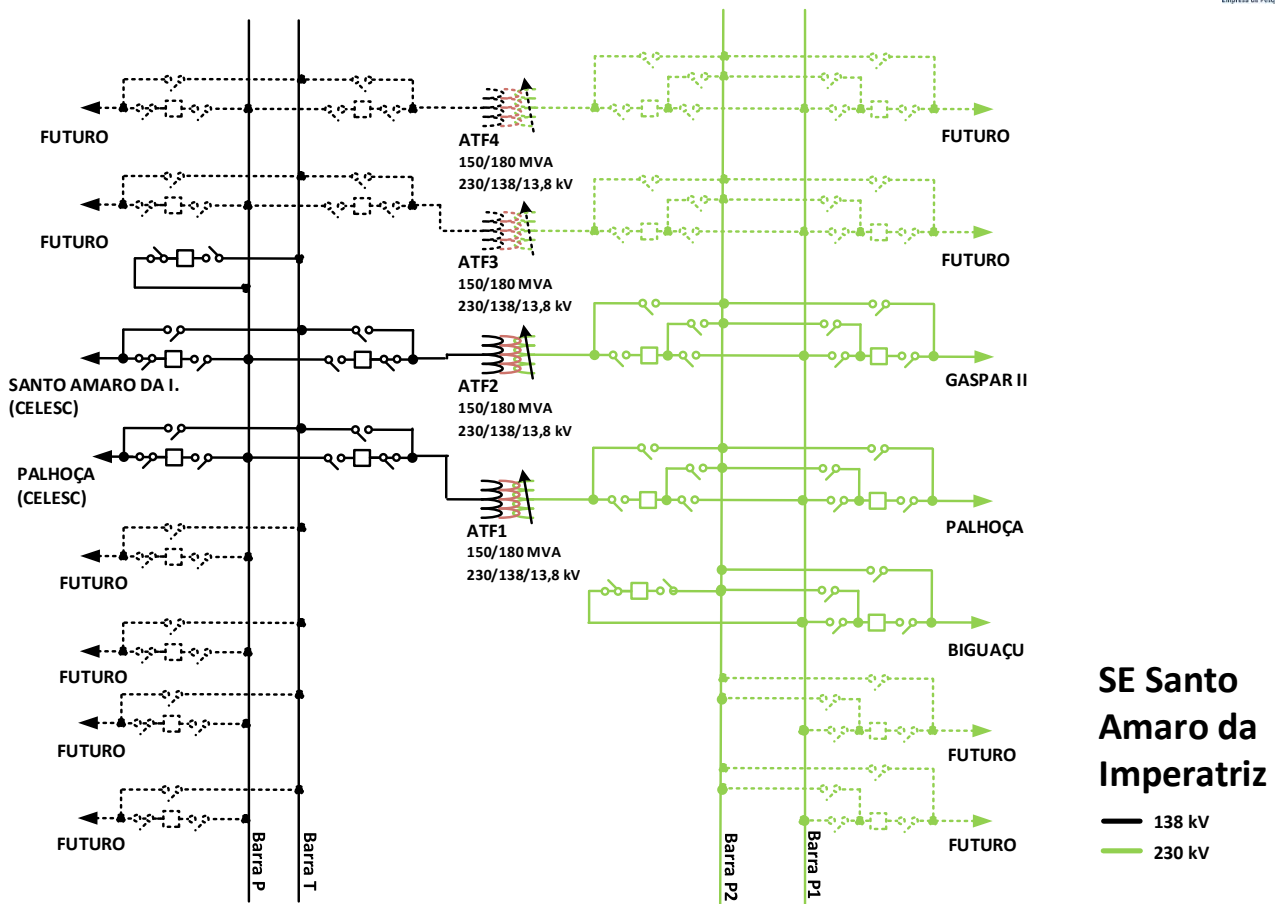 Empresa de Pesq
FUTURO
ATF4
150/180 MVA
230/138/13,8 kV
FUTURO
FUTURO
ATF3
150/180 MVA
230/138/13,8 kV
FUTURO
SANTO AMARO DA I.
(CELESC)
ATF2
150/180 MVA
230/138/13,8 kV
GASPAR II
PALHOÇA
(CELESC)
ATF1
150/180 MVA
230/138/13,8 kV
PALHOÇA
FUTURO
FUTURO
BIGUAÇU
FUTURO
FUTURO
FUTURO
FUTURO
Barra P
Barra T
Barra P2
Barra P1
SE Santo
Amaro da
Imperatriz
138 kV
230 kV